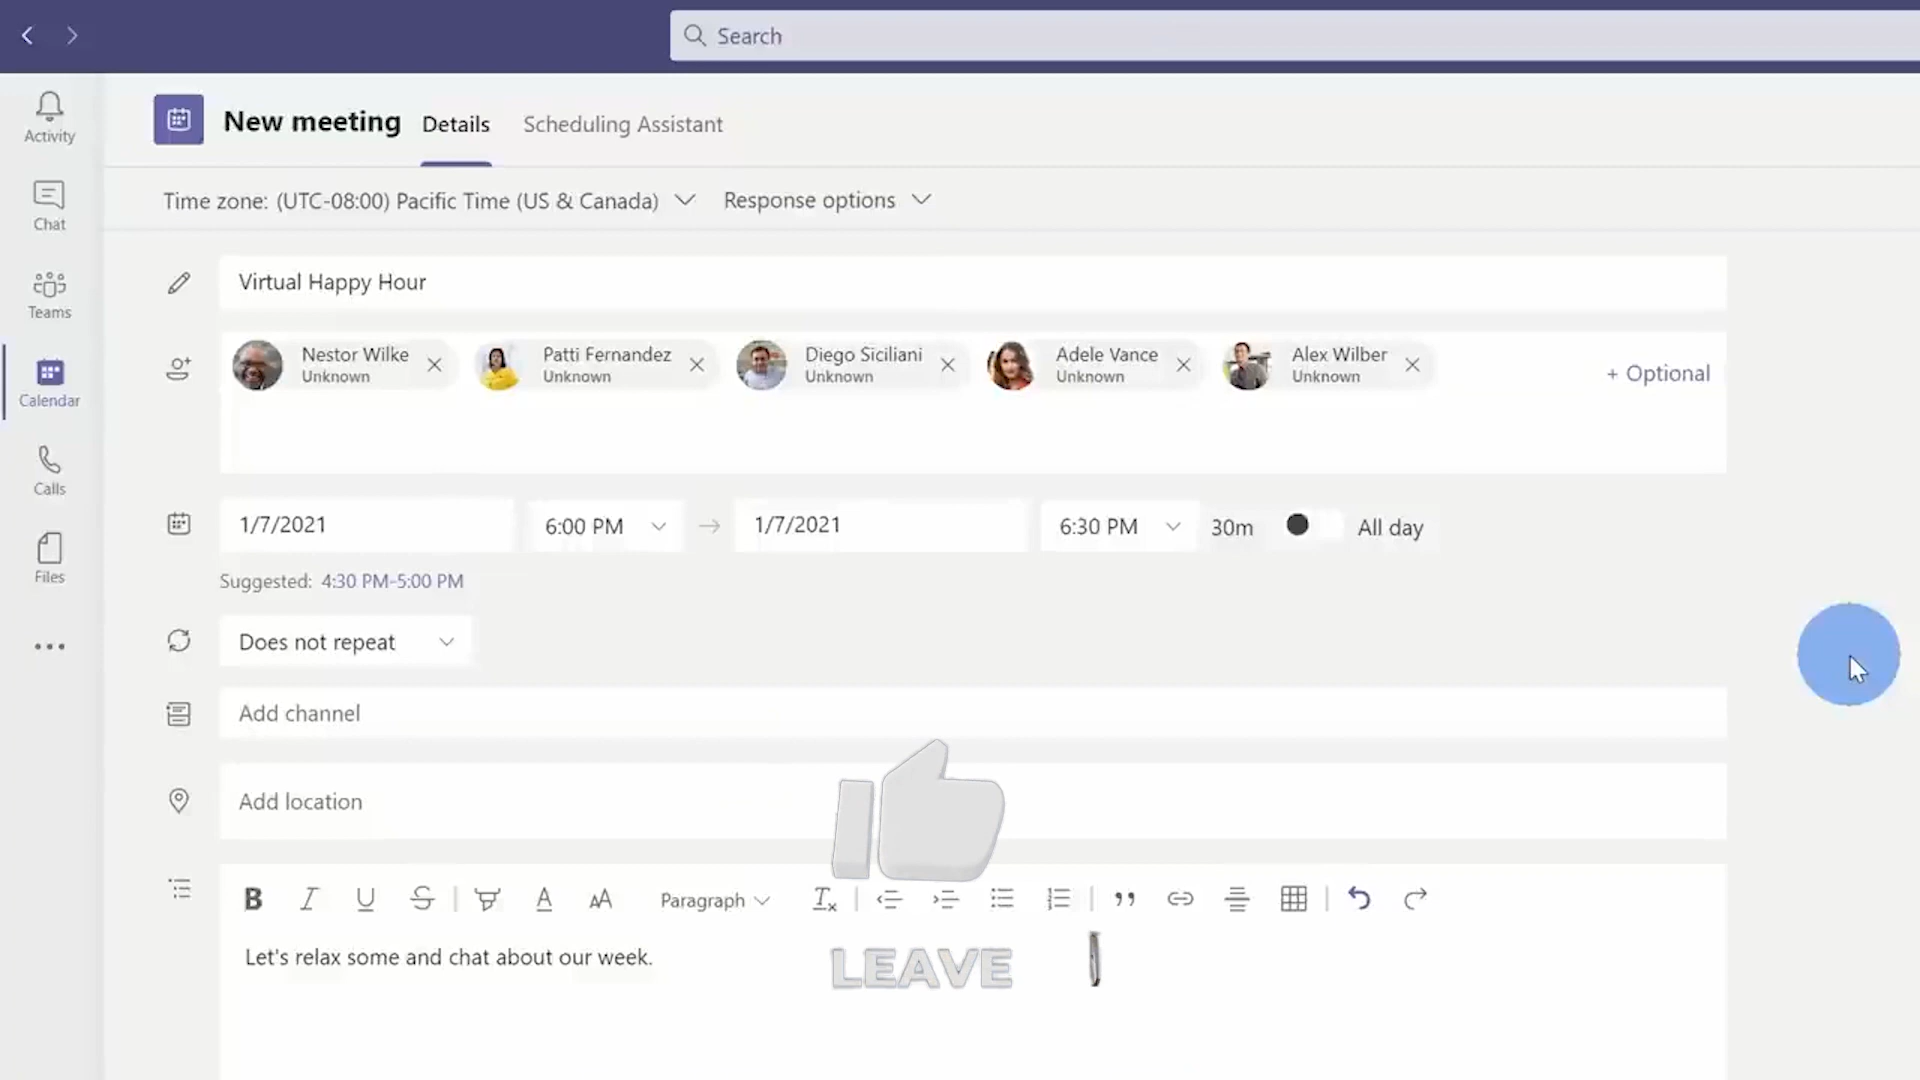 Search
Activity
Chat
Teams
Calendar
Calls
Files
New meeting Details Scheduling Assistant
Time zone: (UTC-08:00) Pacific Time (US & Canada) Response options
Virtual Happy Hour
Nestor Wilke Patti Fernandez Diego Siciliani Adele Vance Alex Wilber
Unknown Unknown Unknown Unknown Unknown
+ Optional
1/7/2021 6:00 PM → 1/7/2021 6:30 PM 30m All day
Suggested: 4:30 PM-5:00 PM
Does not repeat
Add channel
Add location
B I U S A AA Paragraph
Let's relax some and chat about our week.
LEAVE